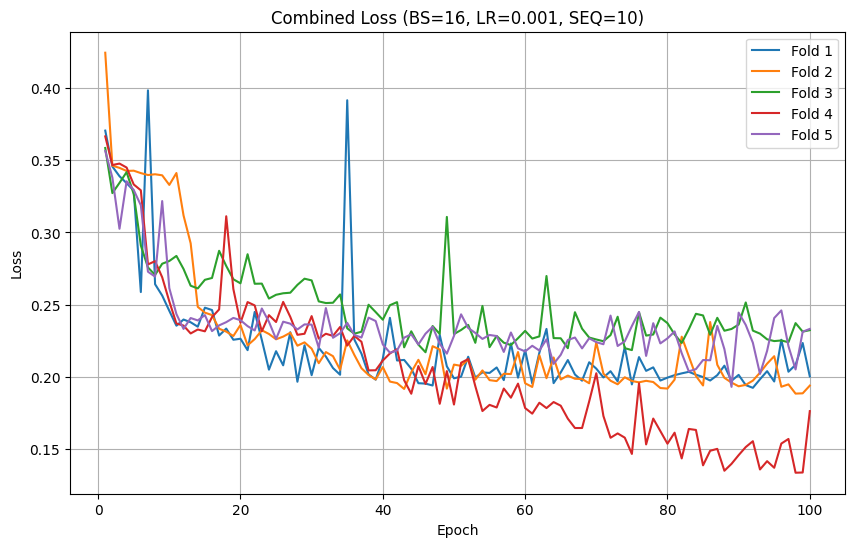 Combined Loss (BS=16, LR=0.001, SEQ=10)
Fold 1
Fold 2
Fold 3
Fold 4
Fold 5
Loss
0.40
0.35
0.30
0.25
0.20
0.15
0
20
40
60
80
100
Epoch